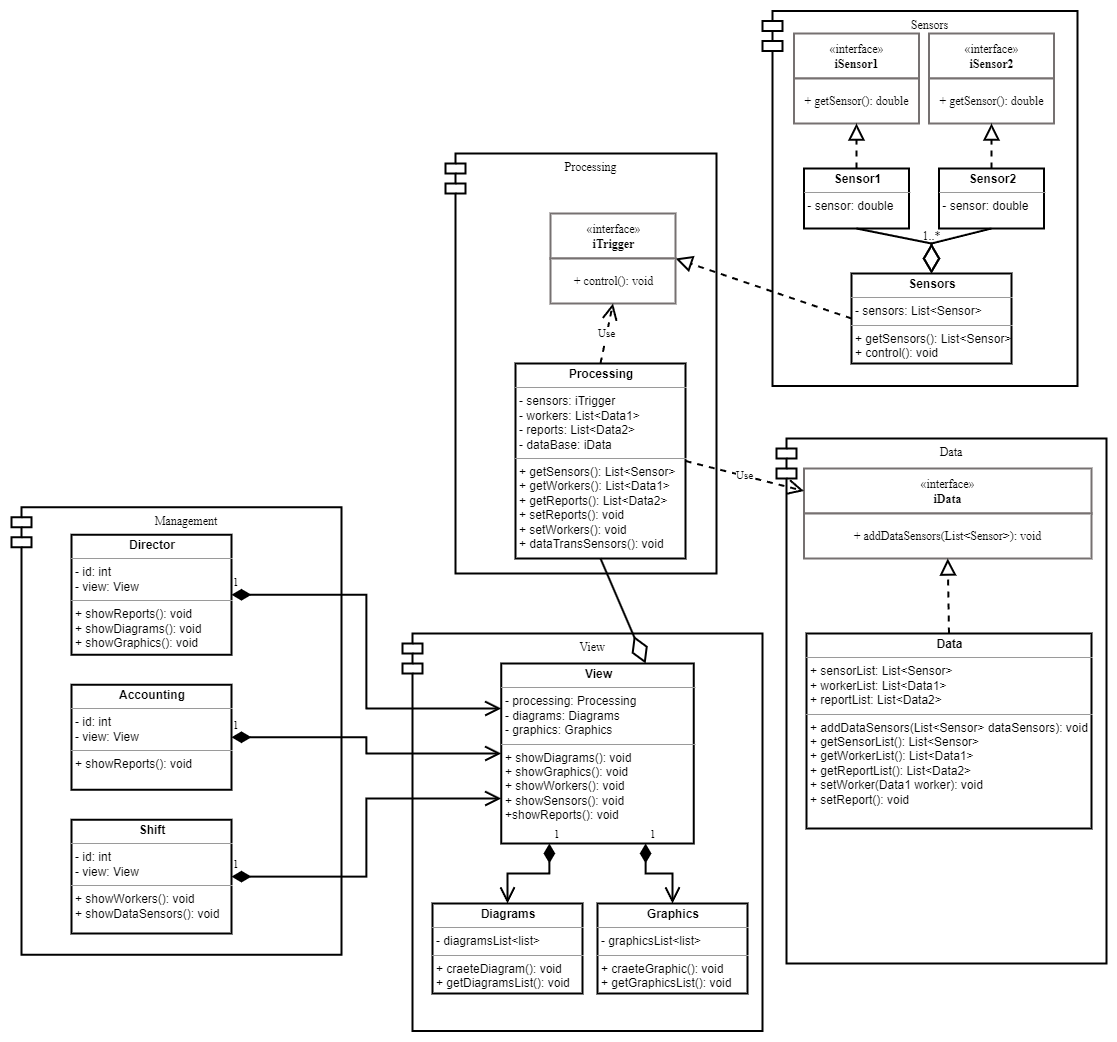 Sensors
«interface»
iSensor1
+ getSensor(): double
«interface»
iSensor2
+ getSensor(): double
Sensor1
- sensor: double
Sensor2
- sensor: double
1..*
Sensors
- sensors: List<Sensor>
+ getSensors(): List<Sensor>
+ control(): void
Processing
«interface»
iTrigger
+ control(): void
Use
Processing
- sensors: iTrigger
- workers: List<Data1>
- reports: List<Data2>
- dataBase: iData
+ getSensors(): List<Sensor>
+ getWorkers(): List<Data1>
+ getReports(): List<Data2>
+ setReports(): void
+ setWorkers(): void
+ dataTransSensors(): void
Use
Data
«interface»
iData
+ addDataSensors(List<Sensor>): void
Data
+ sensorList: List<Sensor>
+ workerList: List<Data1>
+ reportList: List<Data2>
+ addDataSensors(List<Sensor> dataSensors): void
+ getSensorList(): List<Sensor>
+ getWorkerList(): List<Data1>
+ getReportList(): List<Data2>
+ setWorker(Data1 worker): void
+ setReport(): void
Management
Director
- id: int
- view: View
+ showReports(): void
+ showDiagrams(): void
+ showGraphics(): void
1
Accounting
- id: int
- view: View
+ showReports(): void
1
Shift
- id: int
- view: View
+ showWorkers(): void
+ showDataSensors(): void
1
View
View
- processing: Processing
- diagrams: Diagrams
- graphics: Graphics
+ showDiagrams(): void
+ showGraphics(): void
+ showWorkers(): void
+ showSensors(): void
+showReports(): void
1
1
Diagrams
- diagramsList<list>
+ craeteDiagram(): void
+ getDiagramsList(): void
Graphics
- graphicsList<list>
+ craeteGraphic(): void
+ getGraphicsList(): void